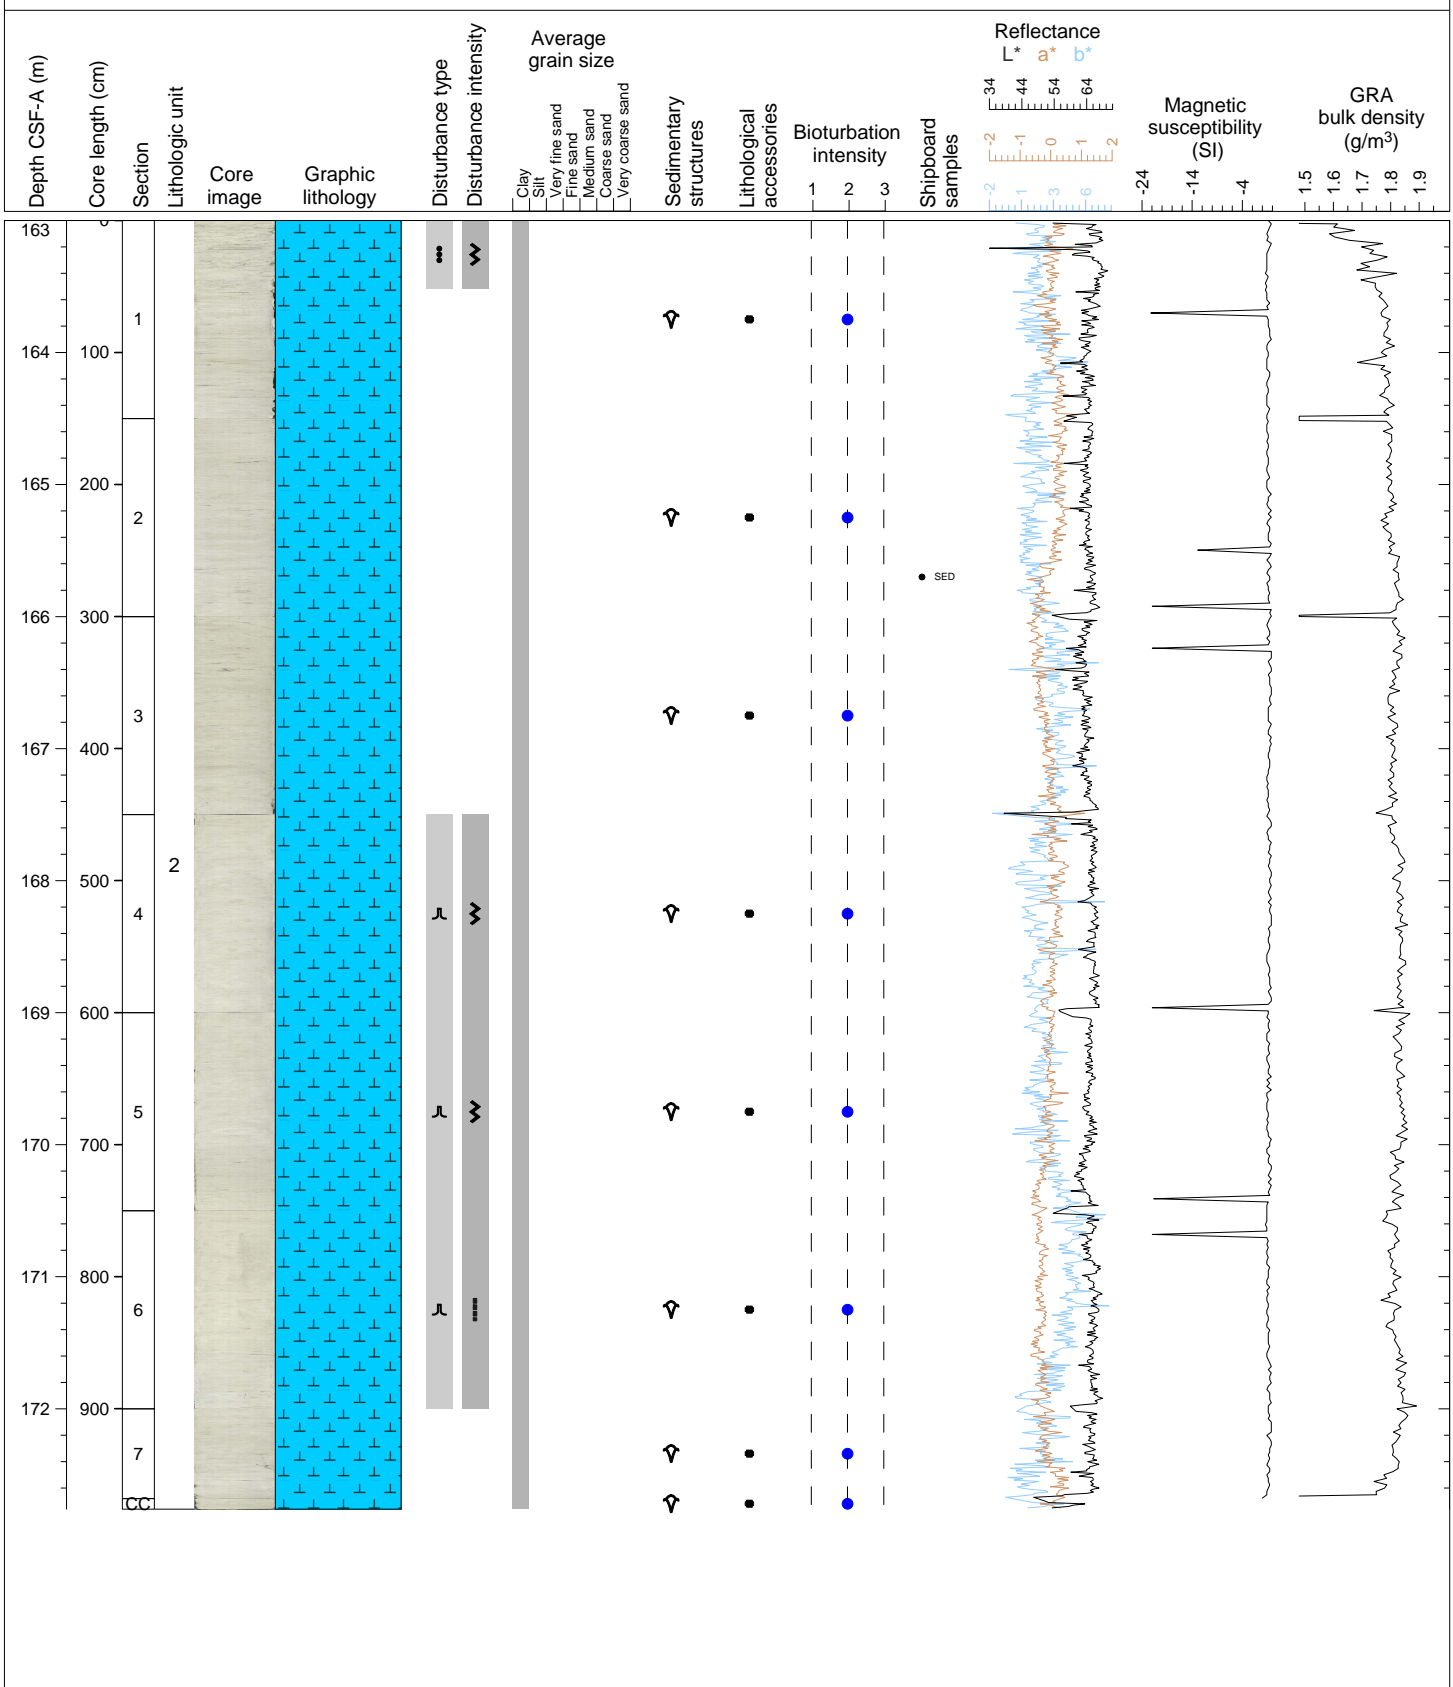 Depth CSF-A (m)
Core length (cm)
Section
Lithologic unit
Core
image
Graphic
lithology
Disturbance type
Disturbance intensity
Average
grain size
Clay
Silt
Very fine sand
Fine sand
Medium sand
Coarse sand
Very coarse sand
Sedimentary
structures
Lithological
accessories
Bioturbation
intensity
1 2 3
Shipboard
samples
Reflectance
L* a* b*
34 44 54 64
-2 -1 0 1 2
-2 1 3 6
Magnetic
susceptibility
(SI)
-24 -14 -4
GRA
bulk density
(g/m3)
1.5 1.6 1.7 1.8 1.9
163 0
1
164 100
165 200
2
SED
166 300
3
167 400
2
168 500
4
169 600
5
170 700
171 800
6
172 900
7
CC